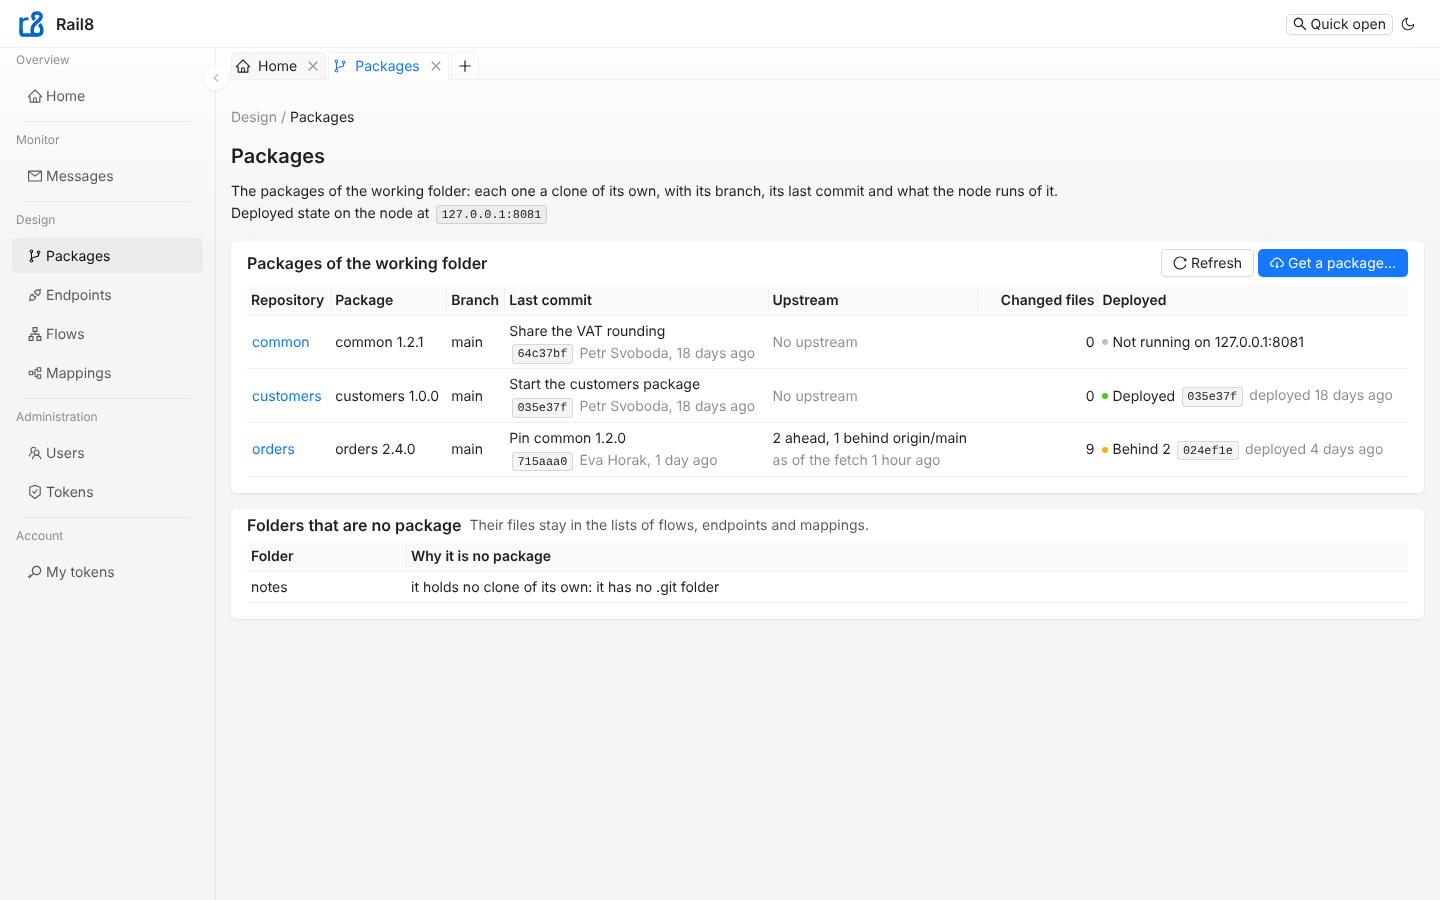 Rail8
Quick open
Overview
Home
Monitor
Messages
Design
Packages
Endpoints
Flows
Mappings
Administration
Users
Tokens
Account
My tokens
Home
Packages
Design / Packages
Packages
The packages of the working folder: each one a clone of its own, with its branch, its last commit and what the node runs of it.
Deployed state on the node at 127.0.0.1:8081
Packages of the working folder
Refresh
Get a package...
Repository Package Branch Last commit Upstream Changed files Deployed
common common 1.2.1 main Share the VAT rounding No upstream 0 Not running on 127.0.0.1:8081
64c37bf Petr Svoboda, 18 days ago
customers customers 1.0.0 main Start the customers package No upstream 0 Deployed 035e37f deployed 18 days ago
035e37f Petr Svoboda, 18 days ago
orders orders 2.4.0 main Pin common 1.2.0 2 ahead, 1 behind origin/main 9 Behind 2 024ef1e deployed 4 days ago
715aaa0 Eva Horak, 1 day ago as of the fetch 1 hour ago
Folders that are no package Their files stay in the lists of flows, endpoints and mappings.
Folder Why it is no package
notes it holds no clone of its own: it has no .git folder